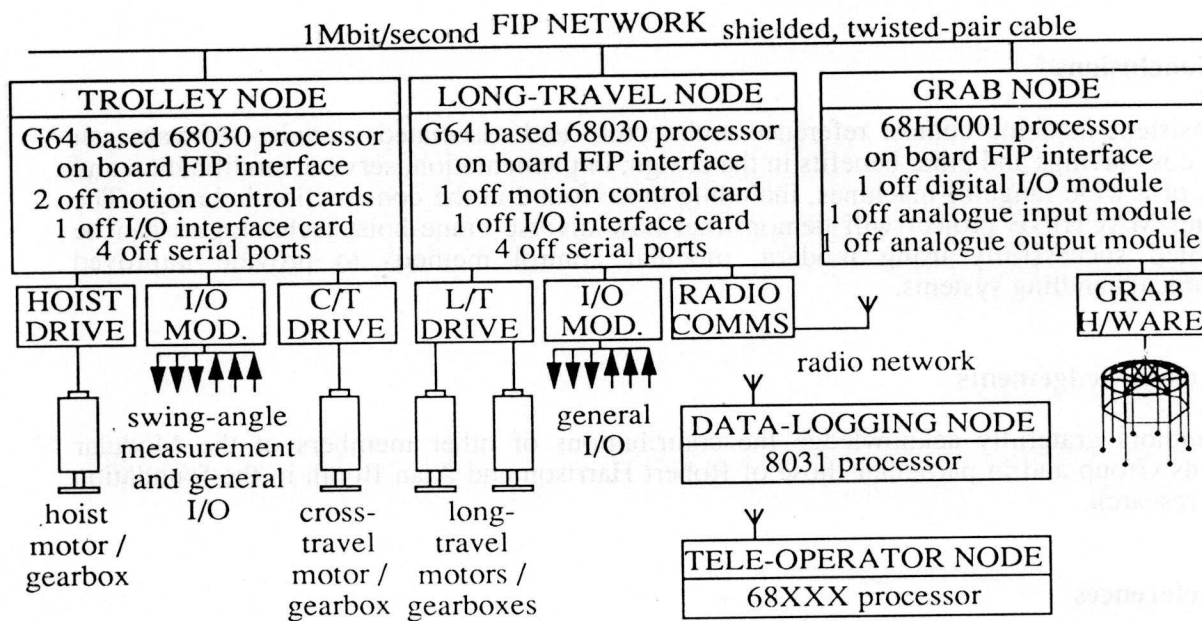 1Mbit/second FIP NETWORK shielded, twisted-pair cable
TROLLEY NODE
G64 based 68030 processor
on board FIP interface
2 off motion control cards
1 off I/O interface card
4 off serial ports
LONG-TRAVEL NODE
G64 based 68030 processor
on board FIP interface
1 off motion control card
1 off I/O interface card
4 off serial ports
GRAB NODE
68HC001 processor
on board FIP interface
1 off digital I/O module
1 off analogue input module
1 off analogue output module
HOIST
DRIVE
I/O
MOD.
C/T
DRIVE
L/T
DRIVE
I/O
MOD.
RADIO
COMMS
GRAB
H/WARE
radio network
swing-angle
measurement
and general
I/O
general
I/O
hoist
motor /
gearbox
cross-
travel
motor /
gearbox
long-
travel
motors /
gearboxes
DATA-LOGGING NODE
8031 processor
TELE-OPERATOR NODE
68XXX processor